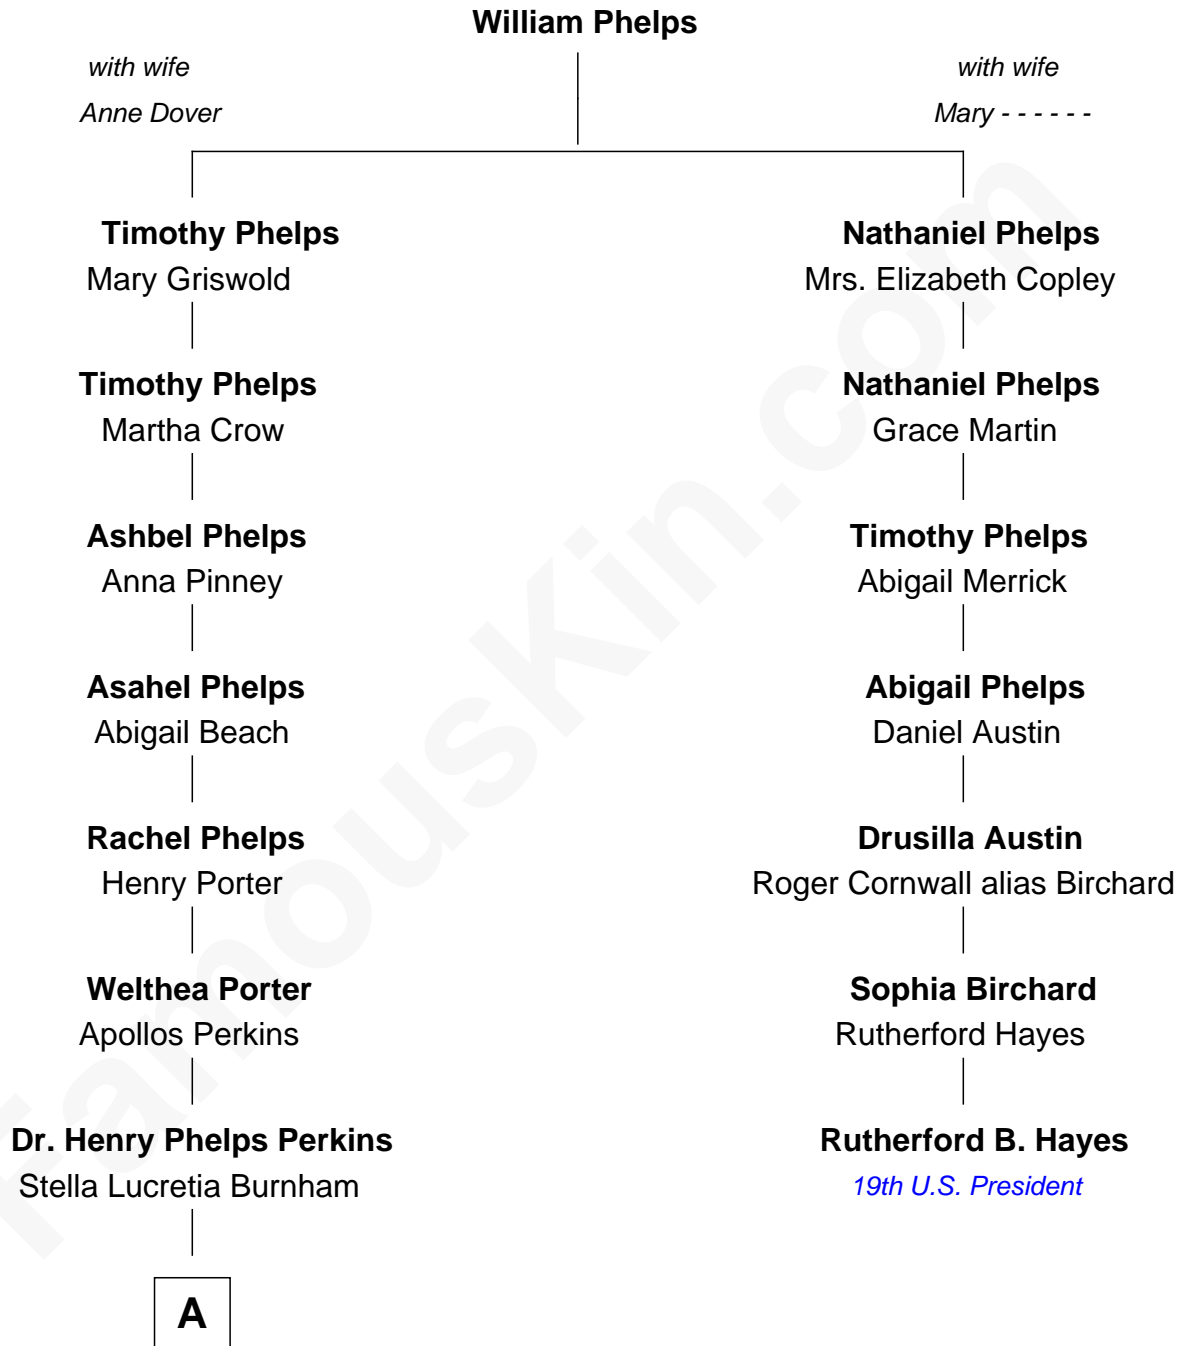 William Phelps
with wife
Anne Dover
with wife
Mary - - - - - -
Timothy Phelps
Mary Griswold
Nathaniel Phelps
Mrs. Elizabeth Copley
Timothy Phelps
Martha Crow
Nathaniel Phelps
Grace Martin
Ashbel Phelps
Anna Pinney
Timothy Phelps
Abigail Merrick
Asahel Phelps
Abigail Beach
Abigail Phelps
Daniel Austin
Rachel Phelps
Henry Porter
Drusilla Austin
Roger Cornwall alias Birchard
Welthea Porter
Apollos Perkins
Sophia Birchard
Rutherford Hayes
Dr. Henry Phelps Perkins
Stella Lucretia Burnham
Rutherford B. Hayes
19th U.S. President
A
FamousKin.com